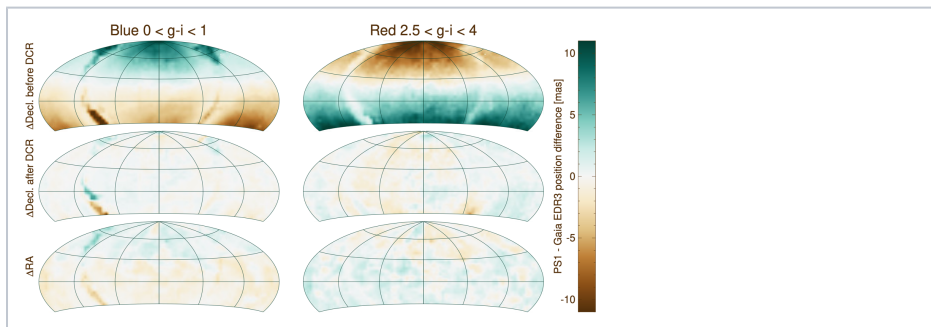 Blue 0 < g-i < 1
Red 2.5 < g-i < 4
ΔDecl. before DCR
ΔDecl. after DCR
ΔRA
10
5
0
-5
-10
PS1 - Gaia EDR3 position difference [mas]